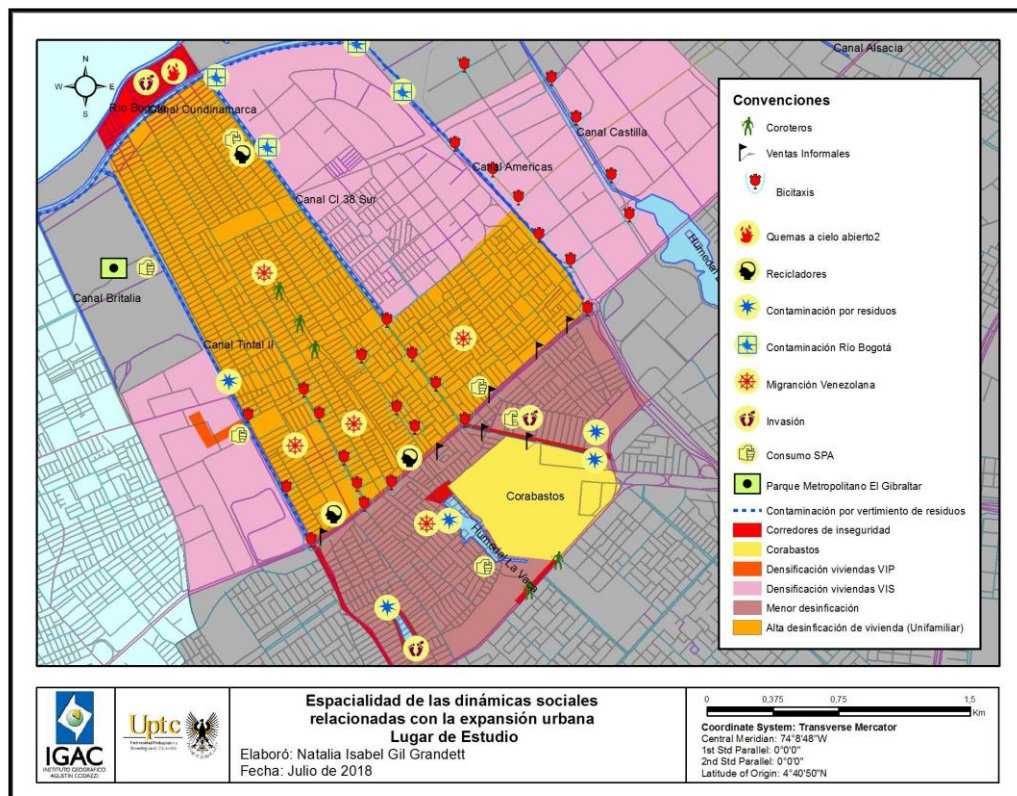 Canal Alsacia
W E
S
Río Bogotá
Canal Cundinamarca
Canal Castilla
Canal Americas
Canal Cl 38 Sur
Canal Britalia
Canal Tintal II
Corabastos
Humedal La Vaca
Convenciones
Coroteros
Ventas Informales
Bicitaxis
Quemas a cielo abierto2
Recicladores
Contaminación por residuos
Contaminación Río Bogotá
Migranción Venezolana
Invasión
Consumo SPA
Parque Metropolitano El Gibraltar
Contaminación por vertimiento de residuos
Corredores de inseguridad
Corabastos
Densificación viviendas VIP
Densificación viviendas VIS
Menor desinficación
Alta desinficación de vivienda (Unifamiliar)
IGAC
INSTITUTO GEOGRÁFICO
AGUSTÍN CODAZZI
Uptc
Espacialidad de las dinámicas sociales
relacionadas con la expansión urbana
Lugar de Estudio
Elaboró: Natalia Isabel Gil Grandett
Fecha: Julio de 2018
0 0,375 0,75 1,5
Km
Coordinate System: Transverse Mercator
Central Meridian: 74°8'48"W
1st Std Parallel: 0°0'0"
2nd Std Parallel: 0°0'0"
Latitude of Origin: 4°40'50"N